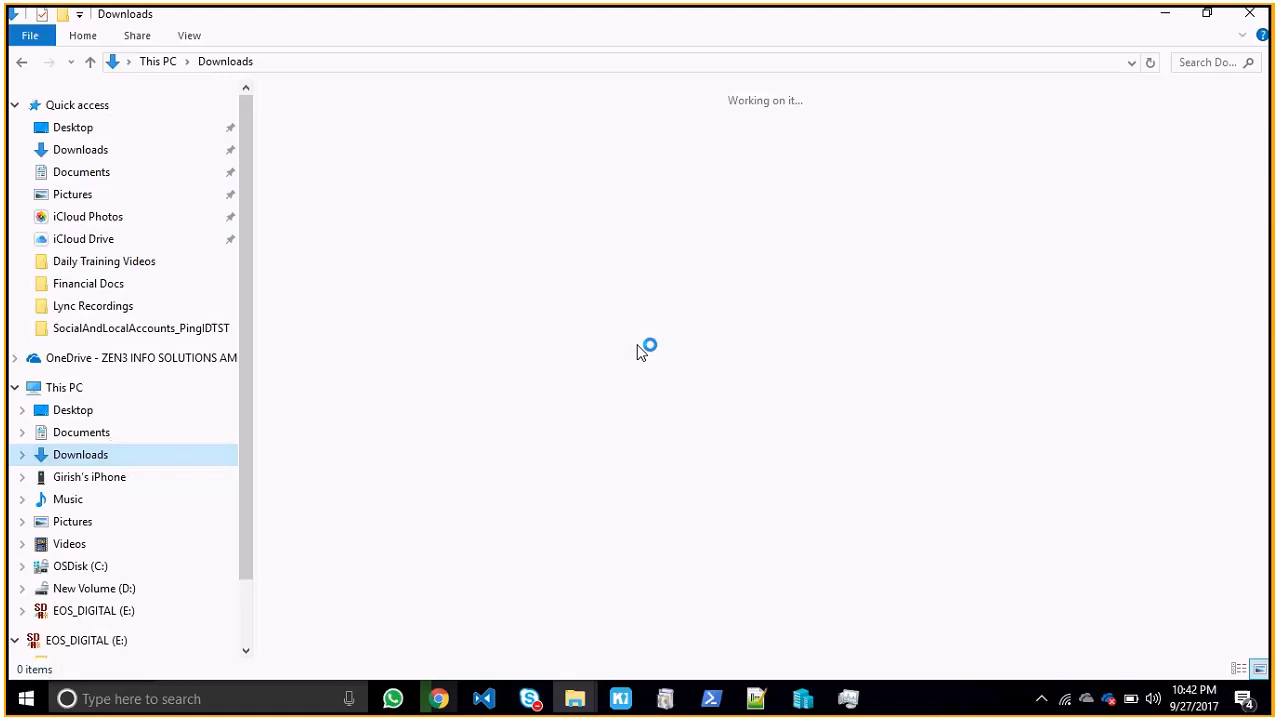 Downloads
File
Home
Share
View
This PC
Downloads
Search Do...
Quick access
Desktop
Downloads
Documents
Pictures
iCloud Photos
iCloud Drive
Daily Training Videos
Financial Docs
Lync Recordings
SocialAndLocalAccounts_PingIDTST
OneDrive - ZEN3 INFO SOLUTIONS AM
This PC
Desktop
Documents
Downloads
Girish's iPhone
Music
Pictures
Videos
OSDisk (C:)
New Volume (D:)
EOS_DIGITAL (E:)
EOS_DIGITAL (E:)
Working on it...
0 items
Type here to search
10:42 PM
9/27/2017
4